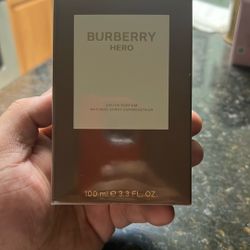 BURBERRY
HERO
EAU DE PARFUM
NATURAL SPRAY VAPORISATEUR
100 ml ℮ 3.3 FL. OZ.